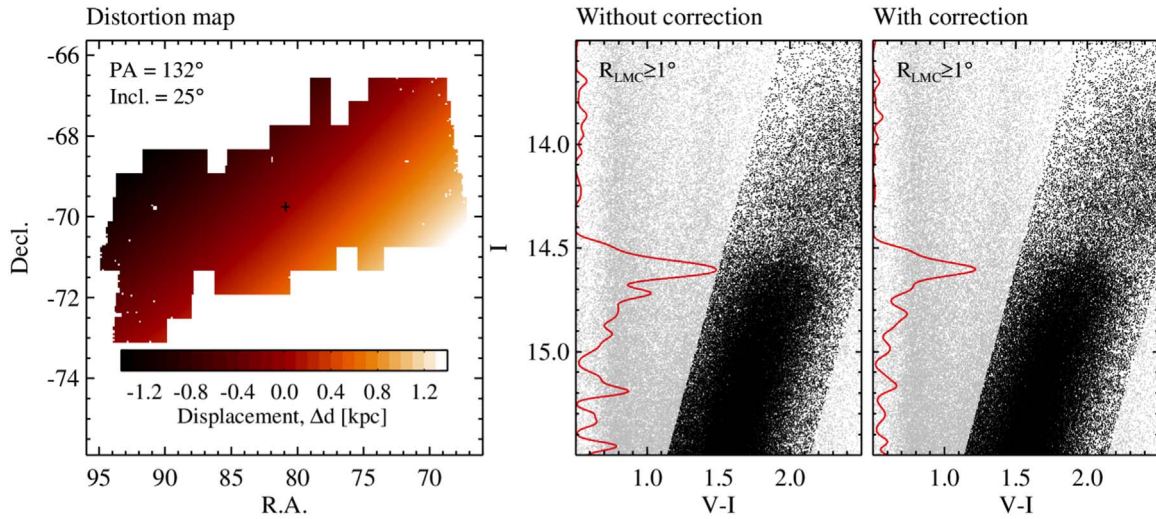 Distortion map
PA = 132°
Incl. = 25°
-66
-68
-70
-72
-74
Decl.
-1.2 -0.8 -0.4 0.0 0.4 0.8 1.2
Displacement, Δd [kpc]
95 90 85 80 75 70
R.A.
Without correction
R_LMC≥1°
14.0
14.5
15.0
I
1.0 1.5 2.0
V-I
With correction
R_LMC≥1°
1.0 1.5 2.0
V-I